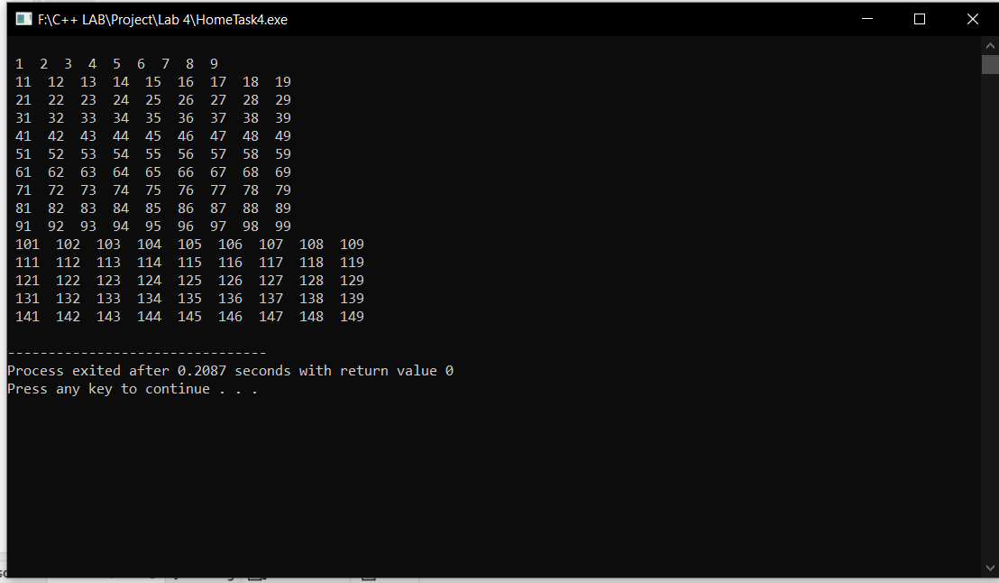 F:\C++ LAB\Project\Lab 4\HomeTask4.exe
1  2  3  4  5  6  7  8  9
11  12  13  14  15  16  17  18  19
21  22  23  24  25  26  27  28  29
31  32  33  34  35  36  37  38  39
41  42  43  44  45  46  47  48  49
51  52  53  54  55  56  57  58  59
61  62  63  64  65  66  67  68  69
71  72  73  74  75  76  77  78  79
81  82  83  84  85  86  87  88  89
91  92  93  94  95  96  97  98  99
101  102  103  104  105  106  107  108  109
111  112  113  114  115  116  117  118  119
121  122  123  124  125  126  127  128  129
131  132  133  134  135  136  137  138  139
141  142  143  144  145  146  147  148  149
--------------------------------
Process exited after 0.2087 seconds with return value 0
Press any key to continue . . .